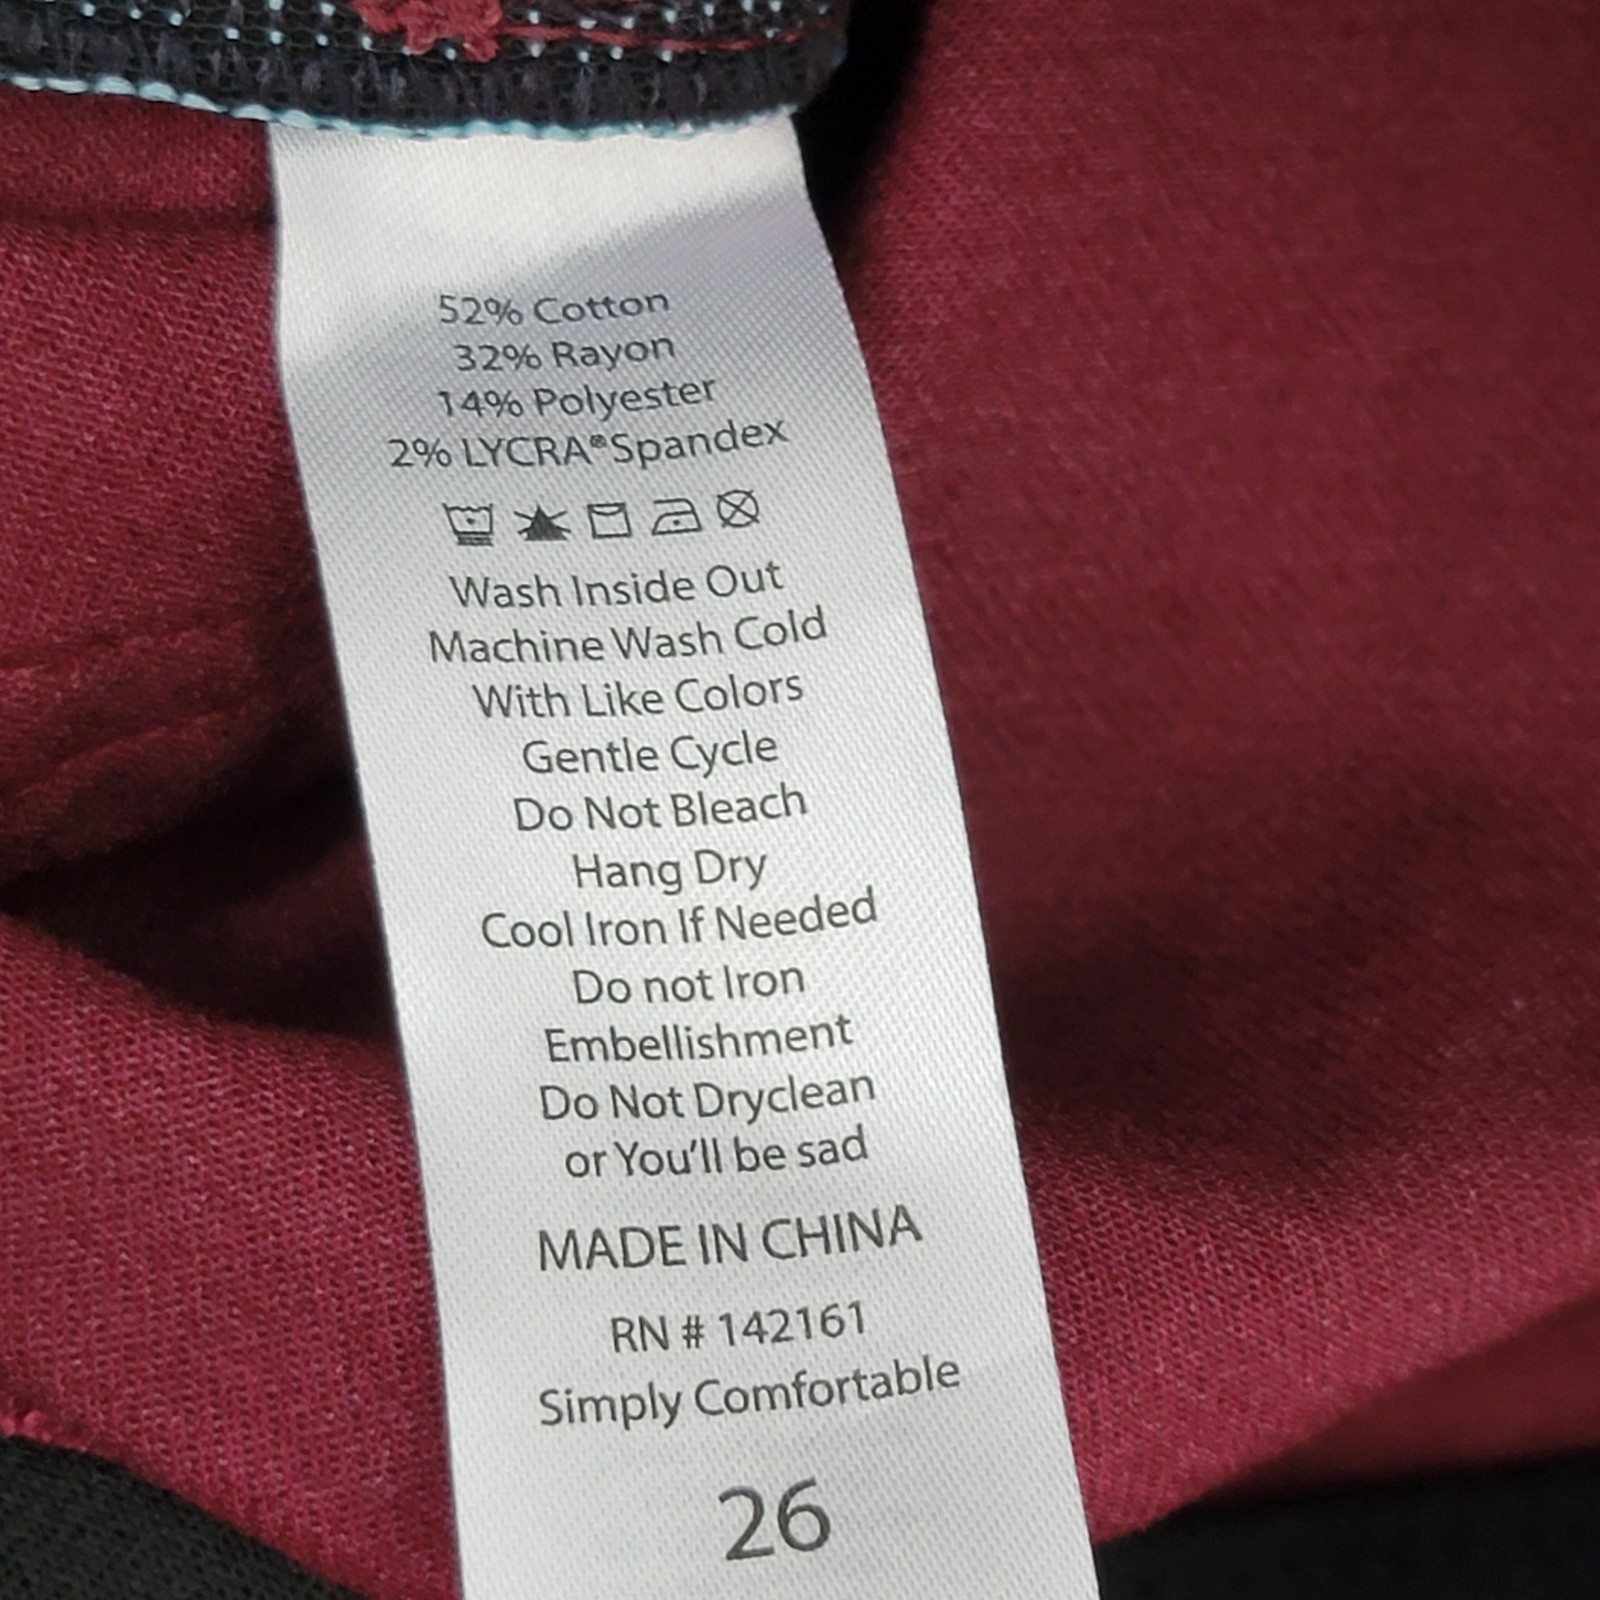 52% Cotton
32% Rayon
14% Polyester
2% LYCRA® Spandex
Wash Inside Out
Machine Wash Cold
With Like Colors
Gentle Cycle
Do Not Bleach
Hang Dry
Cool Iron If Needed
Do not Iron
Embellishment
Do Not Dryclean
or You'll be sad
MADE IN CHINA
RN # 142161
Simply Comfortable
26